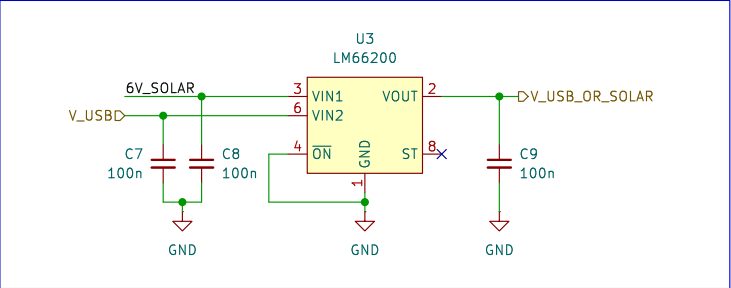 U3
LM66200
6V_SOLAR
3
VIN1
VOUT
2
V_USB_OR_SOLAR
V_USB
6
VIN2
4
ON
GND
ST
8
1
C7
100n
C8
100n
C9
100n
GND
GND
GND